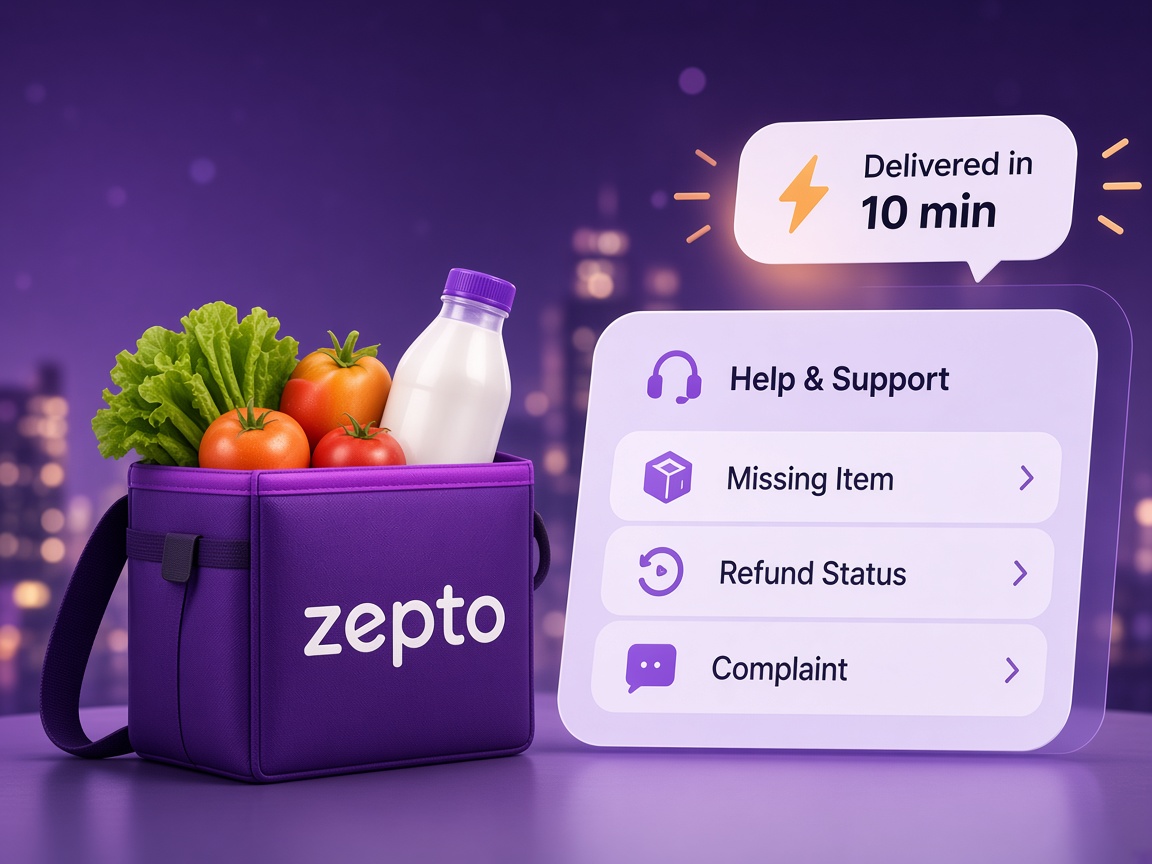 Delivered in
10 min
Help & Support
Missing Item
Refund Status
Complaint
zepto